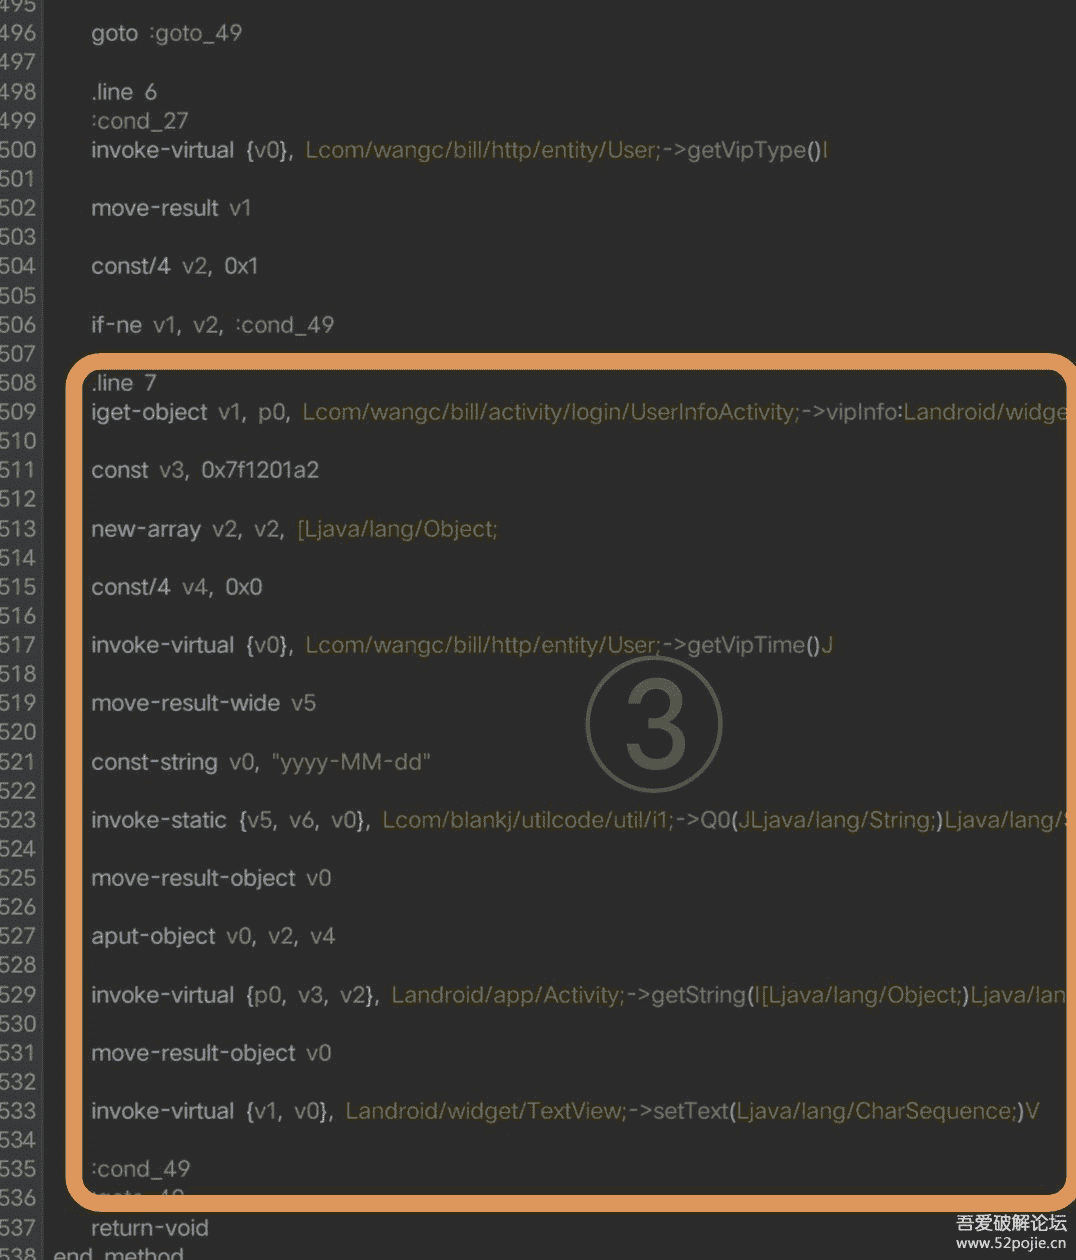 495
496 goto :goto_49
497
498 .line 6
499 :cond_27
500 invoke-virtual {v0}, Lcom/wangc/bill/http/entity/User;->getVipType()I
501
502 move-result v1
503
504 const/4 v2, 0x1
505
506 if-ne v1, v2, :cond_49
507
508 .line 7
509 iget-object v1, p0, Lcom/wangc/bill/activity/login/UserInfoActivity;->vipInfo:Landroid/widge
510
511 const v3, 0x7f1201a2
512
513 new-array v2, v2, [Ljava/lang/Object;
514
515 const/4 v4, 0x0
516
517 invoke-virtual {v0}, Lcom/wangc/bill/http/entity/User;->getVipTime()J
518
519 move-result-wide v5
520
521 const-string v0, "yyyy-MM-dd"
522
523 invoke-static {v5, v6, v0}, Lcom/blankj/utilcode/util/i1;->Q0(JLjava/lang/String;)Ljava/lang/S
524
525 move-result-object v0
526
527 aput-object v0, v2, v4
528
529 invoke-virtual {p0, v3, v2}, Landroid/app/Activity;->getString(I[Ljava/lang/Object;)Ljava/lan
530
531 move-result-object v0
532
533 invoke-virtual {v1, v0}, Landroid/widget/TextView;->setText(Ljava/lang/CharSequence;)V
534
535 :cond_49
536 :goto_49
537 return-void
538 .end method
③
吾爱破解论坛
www.52pojie.cn